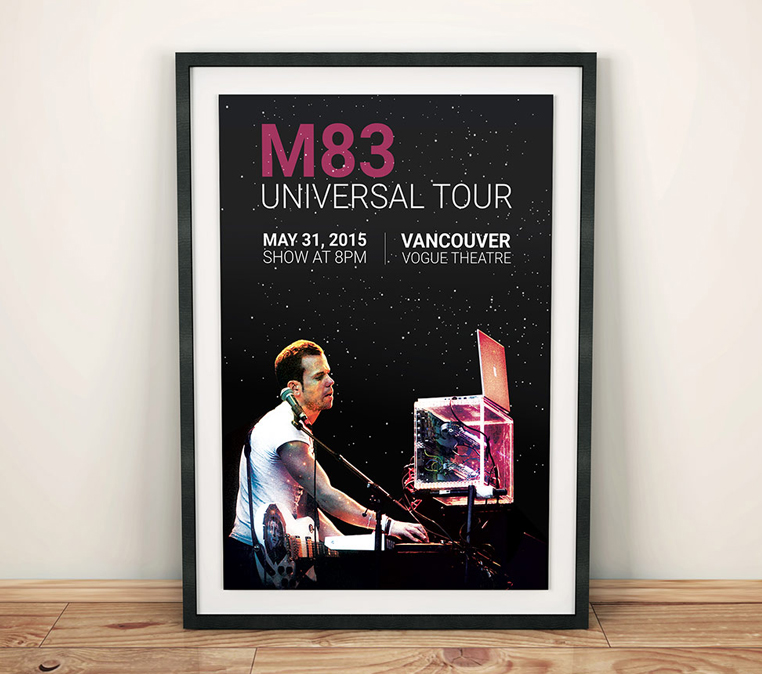 M83
UNIVERSAL TOUR
MAY 31, 2015
SHOW AT 8PM
VANCOUVER
VOGUE THEATRE